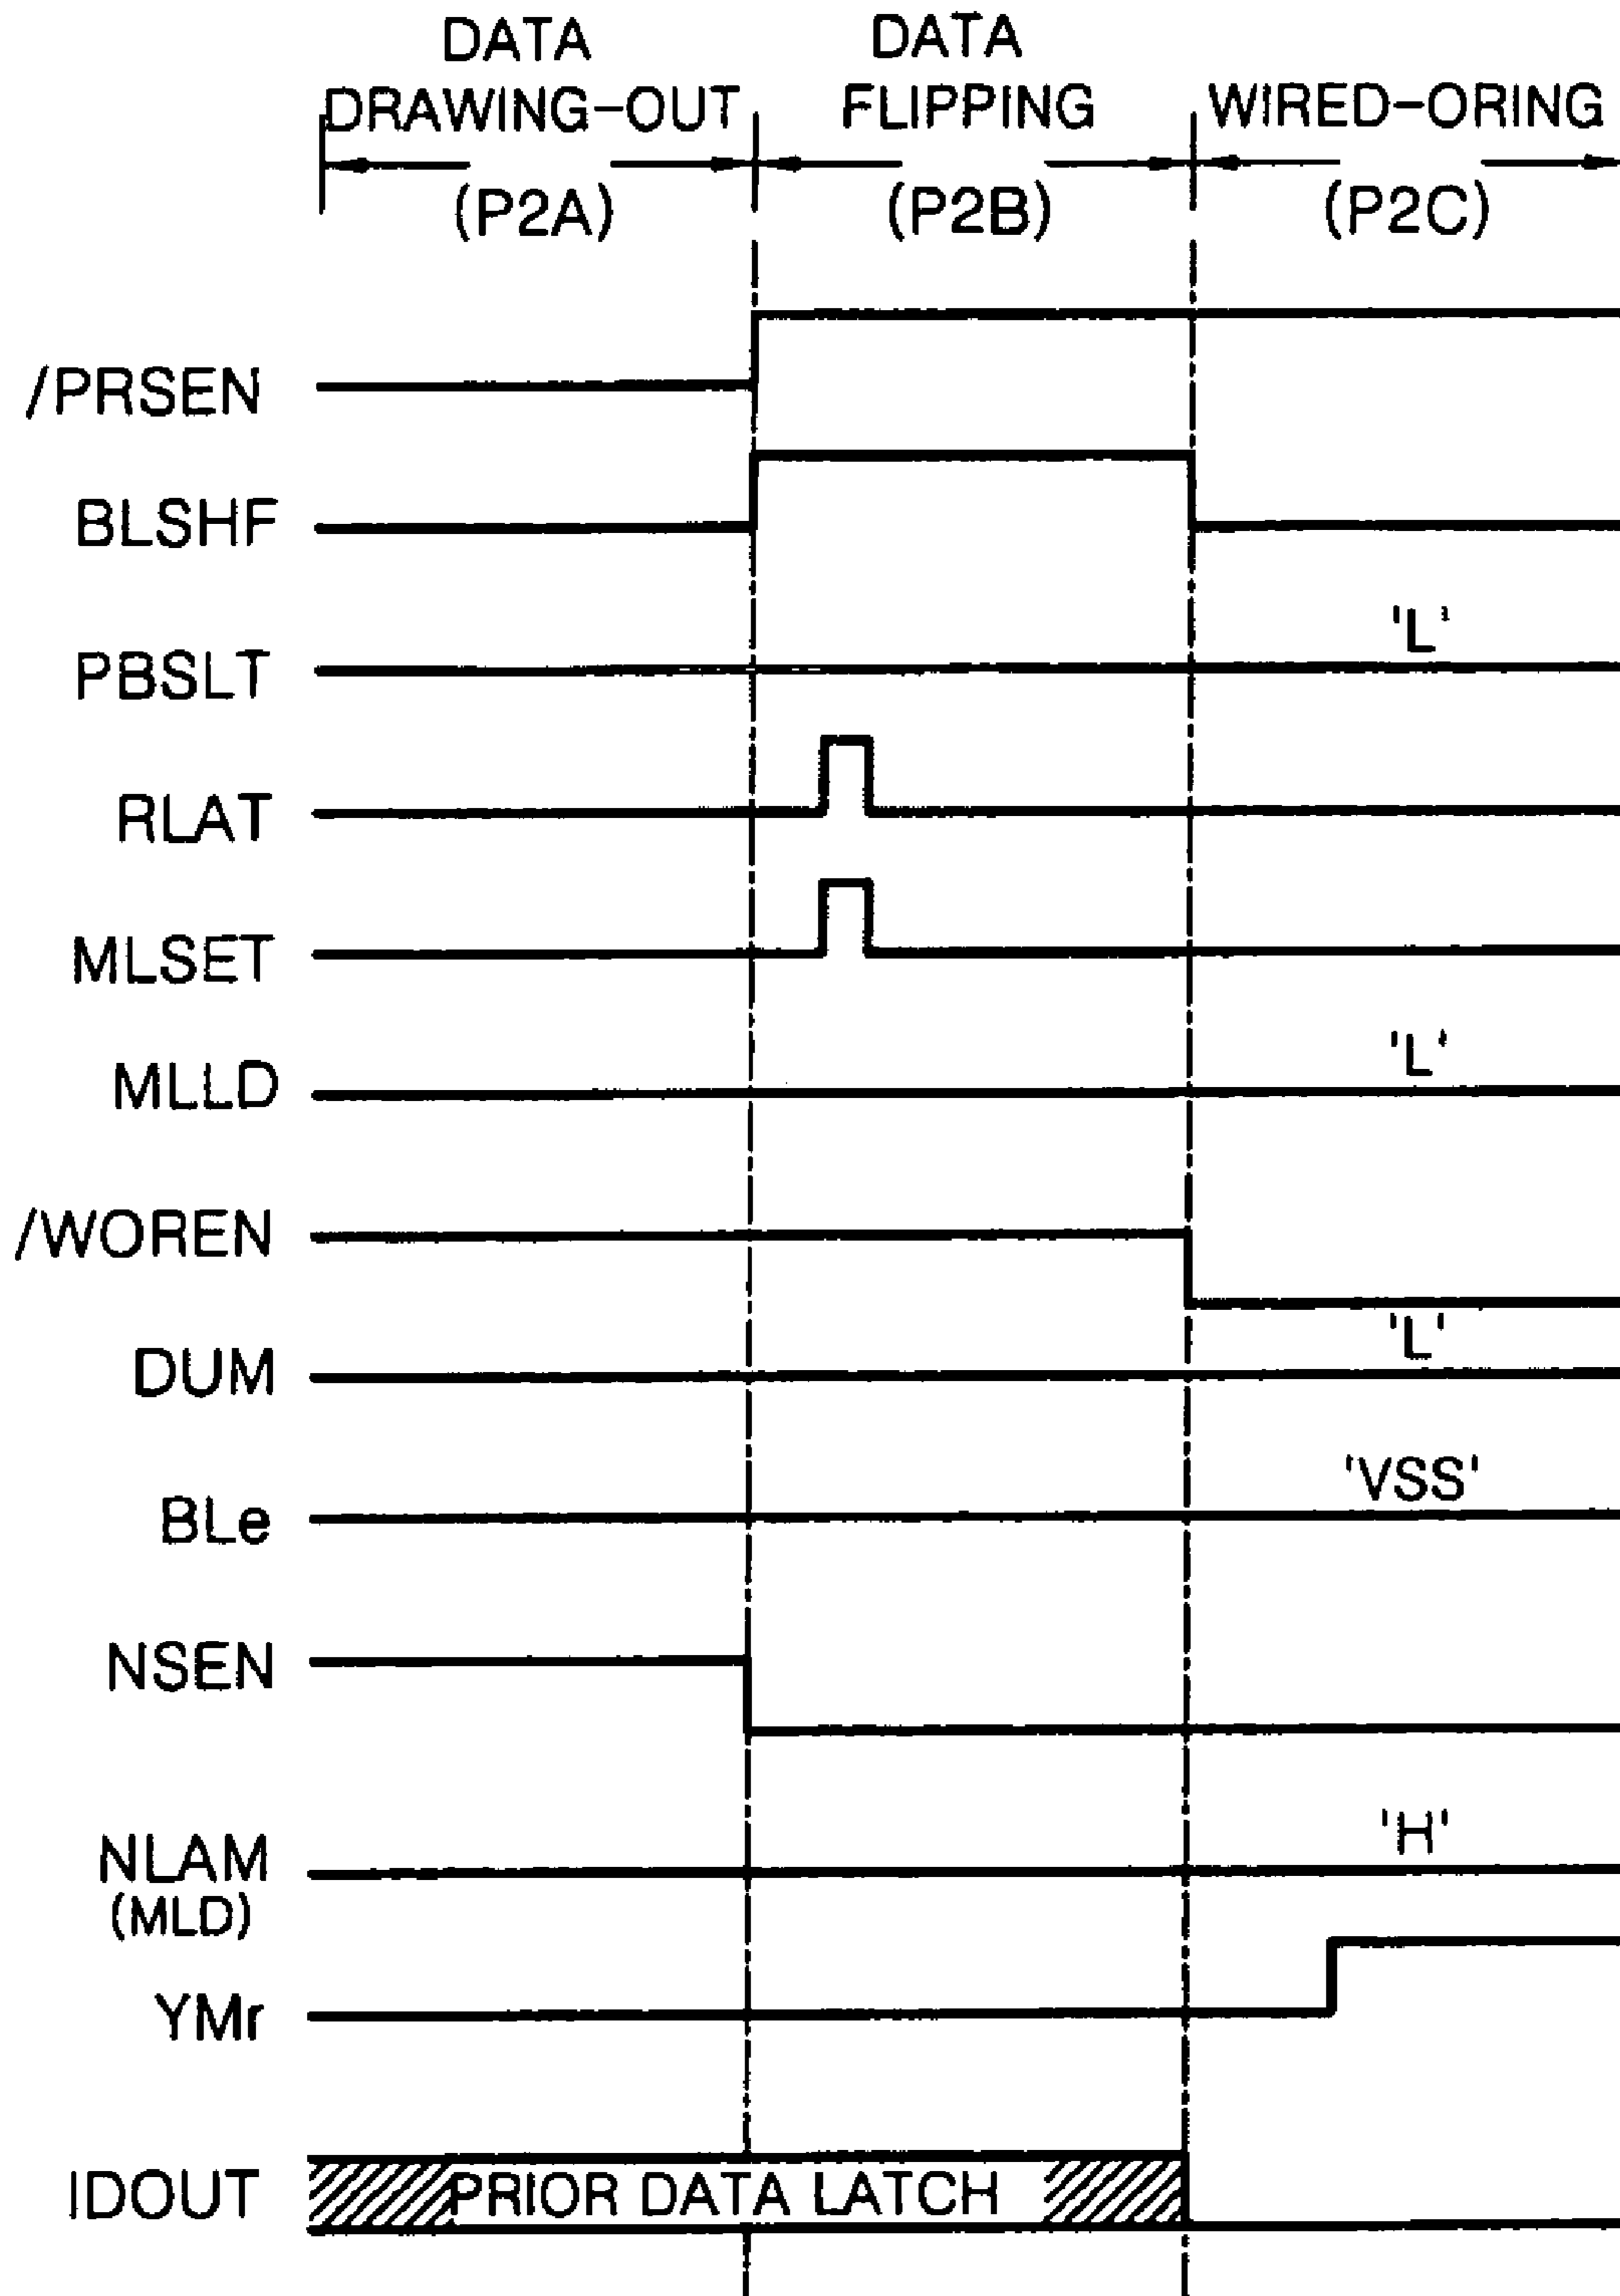 DATA
DRAWING-OUT
(P2A)
DATA
FLIPPING
(P2B)
WIRED-ORING
(P2C)
/PRSEN
BLSHF
PBSLT 'L'
RLAT
MLSET
MLLD 'L'
/WOREN
DUM 'L'
BLe 'VSS'
NSEN
NLAM 'H'
(MLD)
YMr
IDOUT PRIOR DATA LATCH